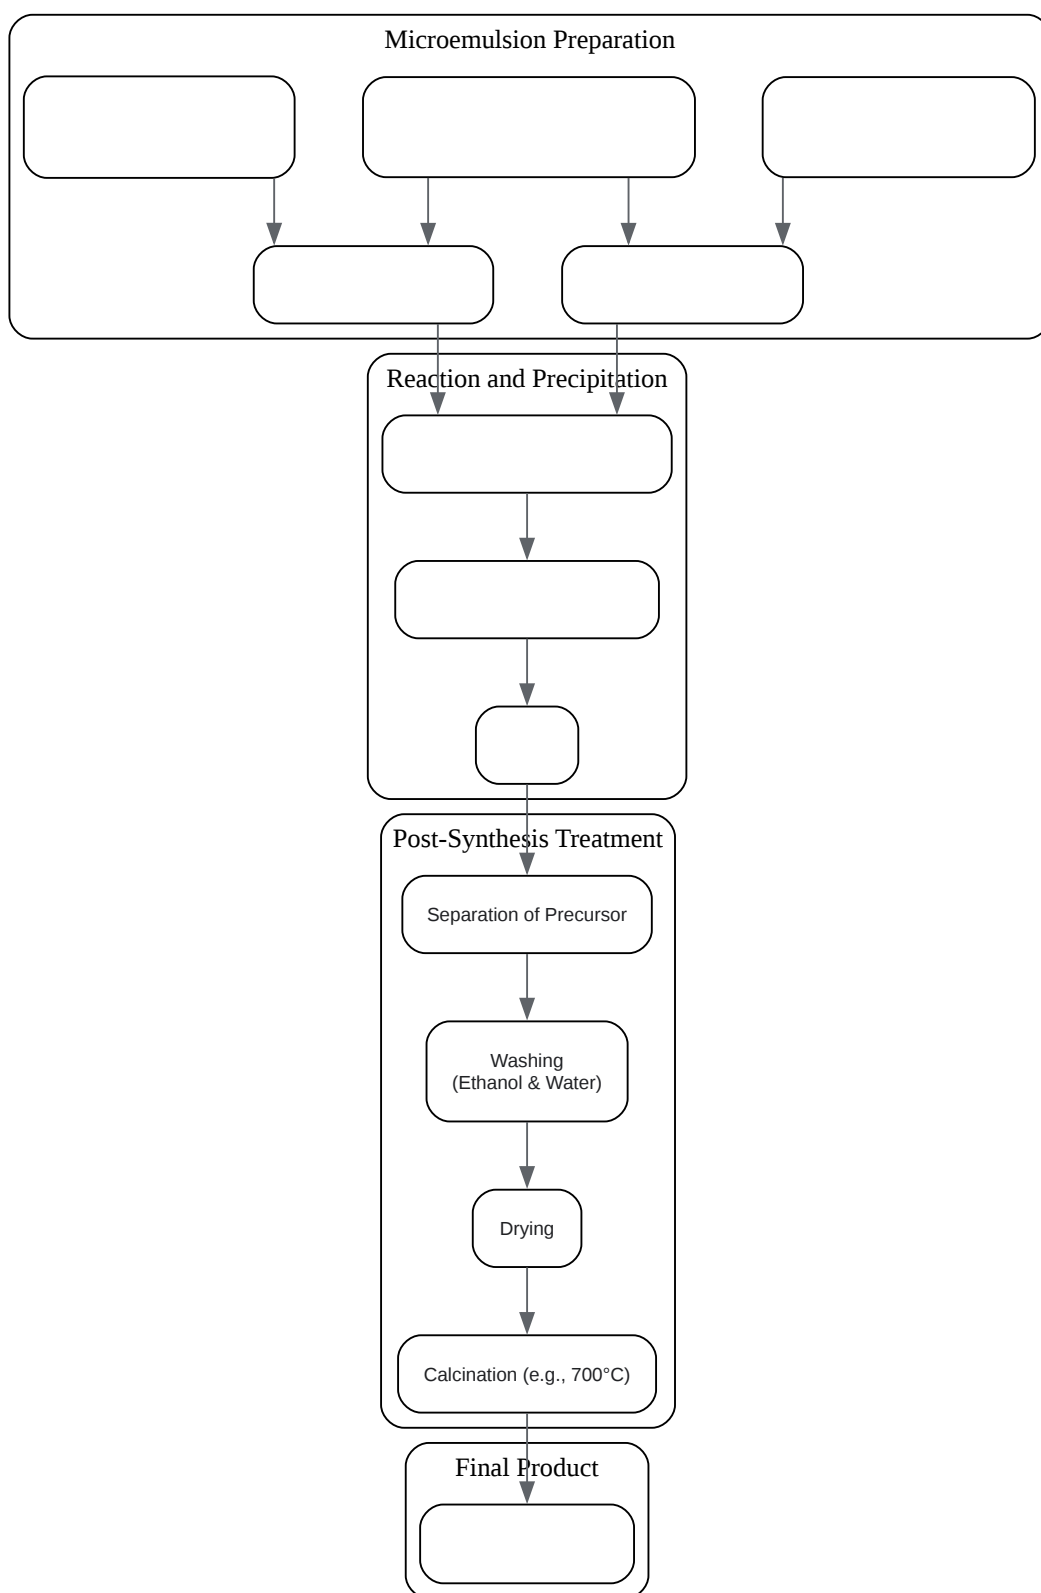 Microemulsion Preparation
Reaction and Precipitation
Post-Synthesis Treatment
Separation of Precursor
Washing
(Ethanol & Water)
Drying
Calcination (e.g., 700°C)
Final Product